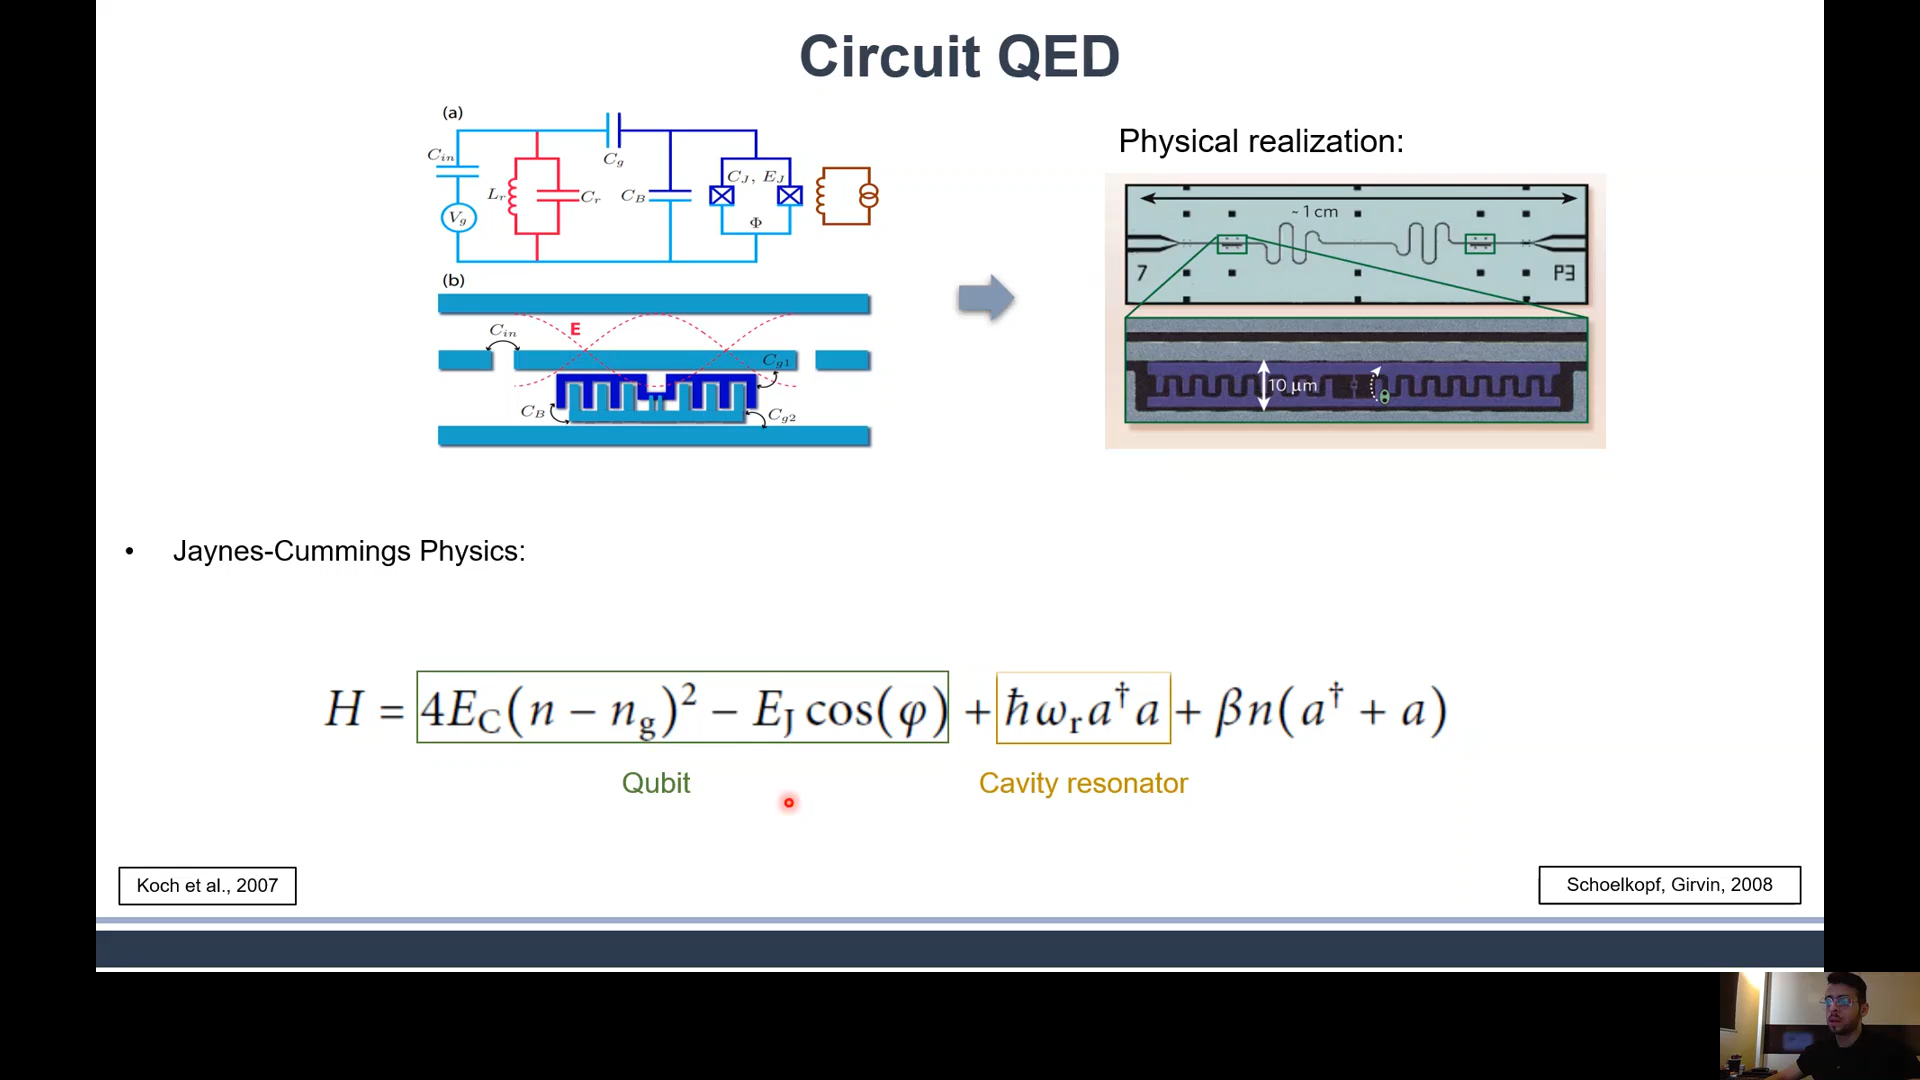 Circuit QED
(a)
C_in
C_g
L_r
C_r
C_B
C_J, E_J
V_g
Φ
(b)
E
C_in
C_g1
C_B
C_g2
Physical realization:
~ 1 cm
7
P3
10 μm
• Jaynes-Cummings Physics:
H = 4E_C(n − n_g)² − E_J cos(φ) + ħω_r a†a + βn(a† + a)
Qubit
Cavity resonator
Koch et al., 2007
Schoelkopf, Girvin, 2008